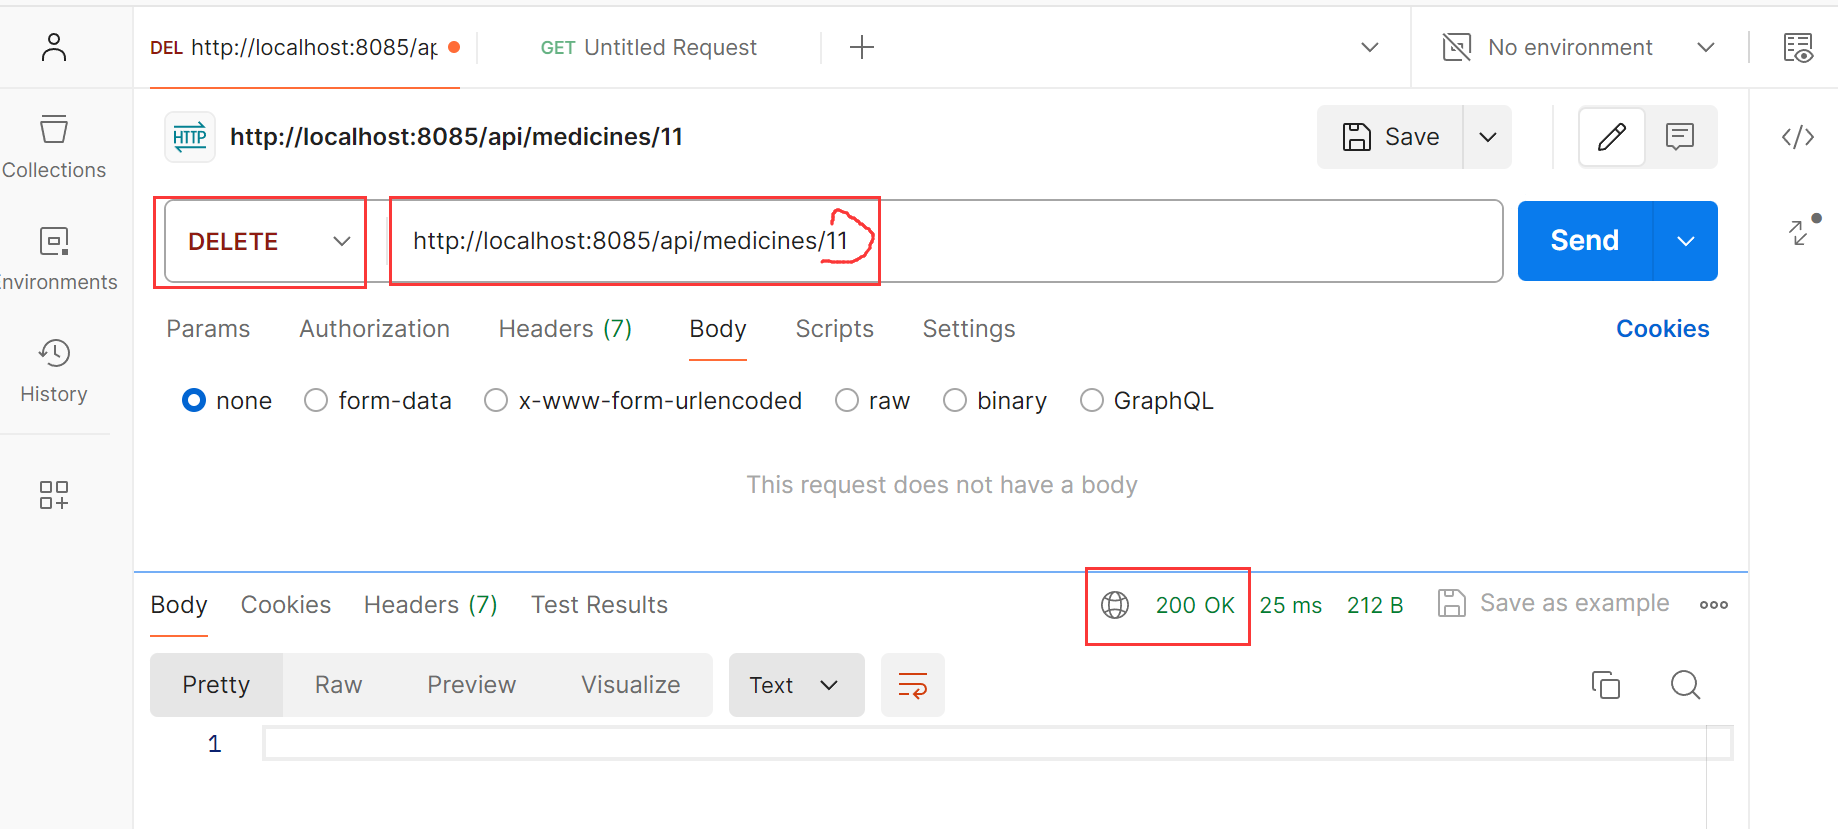 DEL http://localhost:8085/ap
GET Untitled Request
No environment
HTTP http://localhost:8085/api/medicines/11
Save
Collections
DELETE
http://localhost:8085/api/medicines/11
Send
Environments
Params Authorization Headers (7) Body Scripts Settings
Cookies
History
none form-data x-www-form-urlencoded raw binary GraphQL
This request does not have a body
Body Cookies Headers (7) Test Results
200 OK 25 ms 212 B
Save as example
Pretty Raw Preview Visualize
Text
1